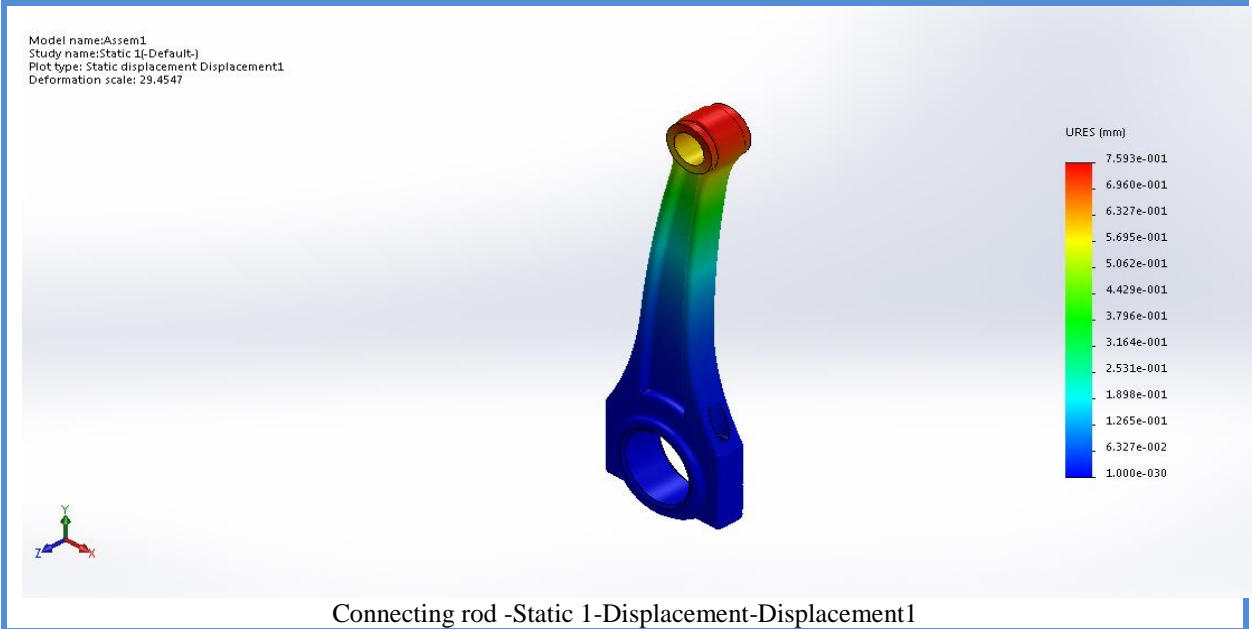 Model name:Assem1
Study name:Static 1(-Default-)
Plot type: Static displacement Displacement1
Deformation scale: 29.4547
URES (mm)
7.593e-001
6.960e-001
6.327e-001
5.695e-001
5.062e-001
4.429e-001
3.796e-001
3.164e-001
2.531e-001
1.898e-001
1.265e-001
6.327e-002
1.000e-030
Y
Z
X
Connecting rod -Static 1-Displacement-Displacement1